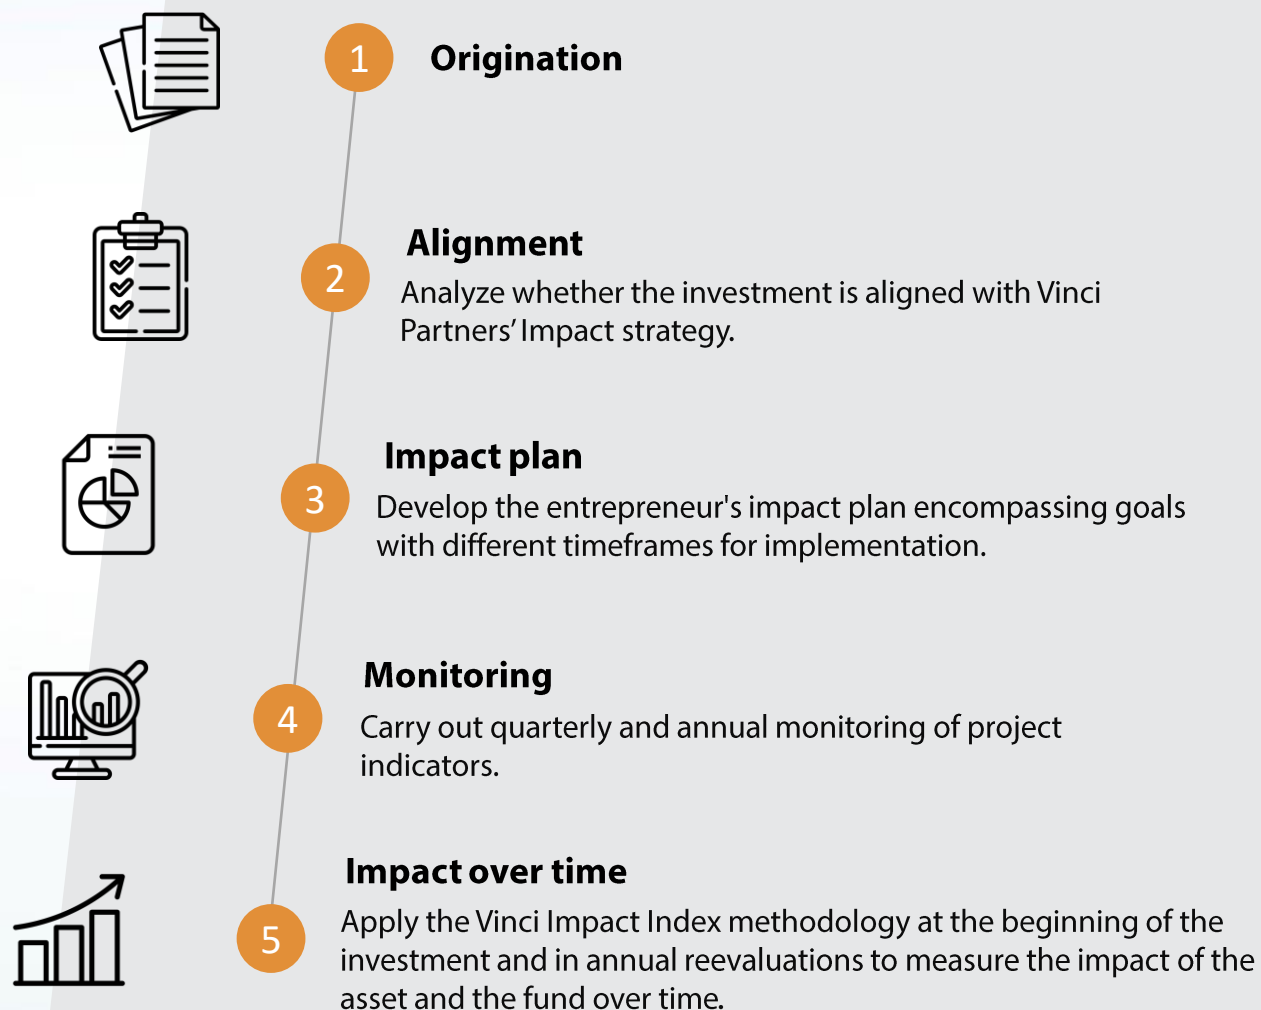 1
Origination
2
Alignment
Analyze whether the investment is aligned with Vinci
Partners’ Impact strategy.
3
Impact plan
Develop the entrepreneur's impact plan encompassing goals
with different timeframes for implementation.
4
Monitoring
Carry out quarterly and annual monitoring of project
indicators.
5
Impact over time
Apply the Vinci Impact Index methodology at the beginning of the
investment and in annual reevaluations to measure the impact of the
asset and the fund over time.